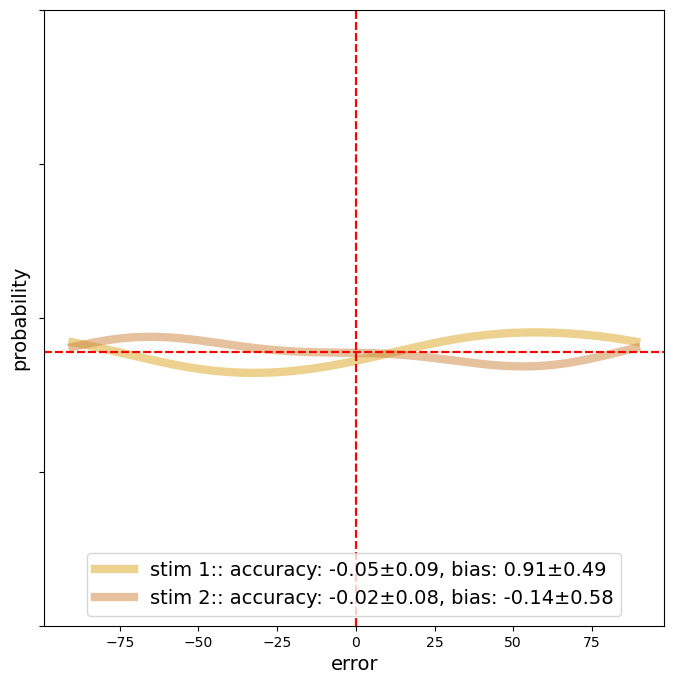 probability
stim 1:: accuracy: -0.05±0.09, bias: 0.91±0.49
stim 2:: accuracy: -0.02±0.08, bias: -0.14±0.58
−75 −50 −25 0 25 50 75
error